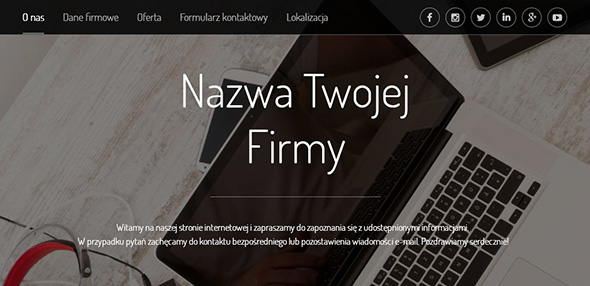 O nas Dane firmowe Oferta Formularz kontaktowy Lokalizacja
Nazwa Twojej
Firmy
Witamy na naszej stronie internetowej i zapraszamy do zapoznania się z udostępnionymi informacjami.
W przypadku pytań zachęcamy do kontaktu bezpośredniego lub pozostawienia wiadomości e-mail. Pozdrawiamy serdecznie!